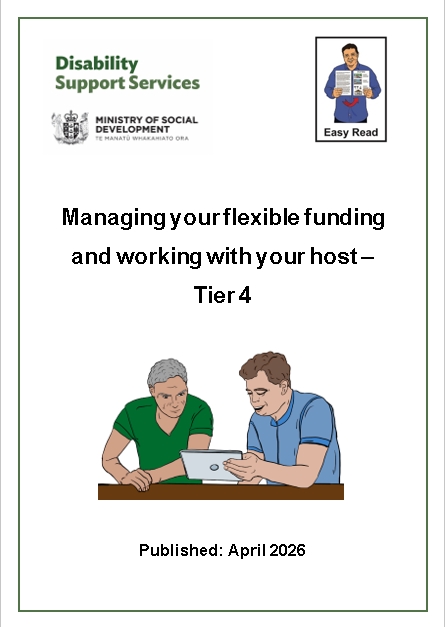 Disability
Support Services
MINISTRY OF SOCIAL
DEVELOPMENT
TE MANATŪ WHAKAHIATO ORA
Easy Read
Managing your flexible funding
and working with your host –
Tier 4
Published: April 2026